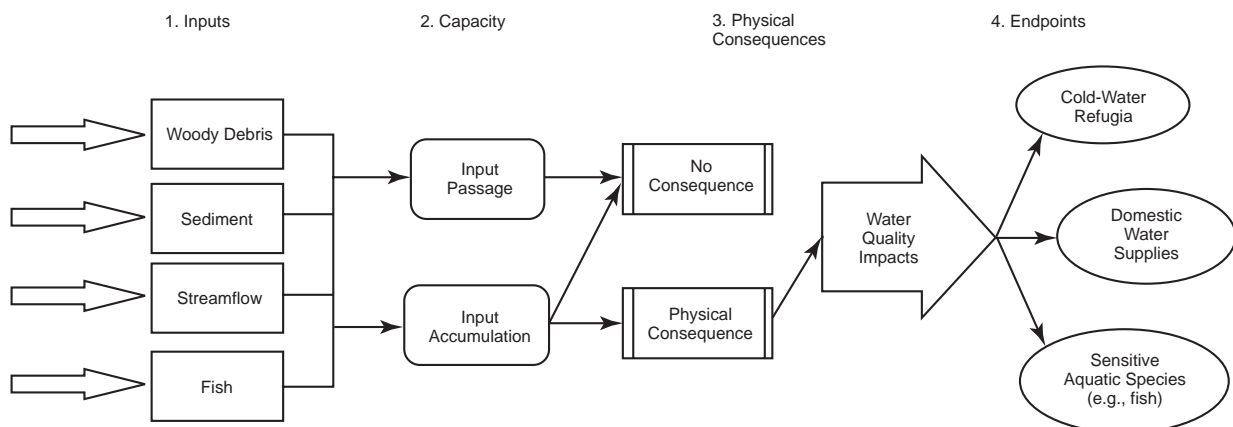 1. Inputs
2. Capacity
3. Physical
Consequences
4. Endpoints
Woody Debris
Sediment
Streamflow
Fish
Input
Passage
Input
Accumulation
No
Consequence
Physical
Consequence
Water
Quality
Impacts
Cold-Water
Refugia
Domestic
Water
Supplies
Sensitive
Aquatic Species
(e.g., fish)